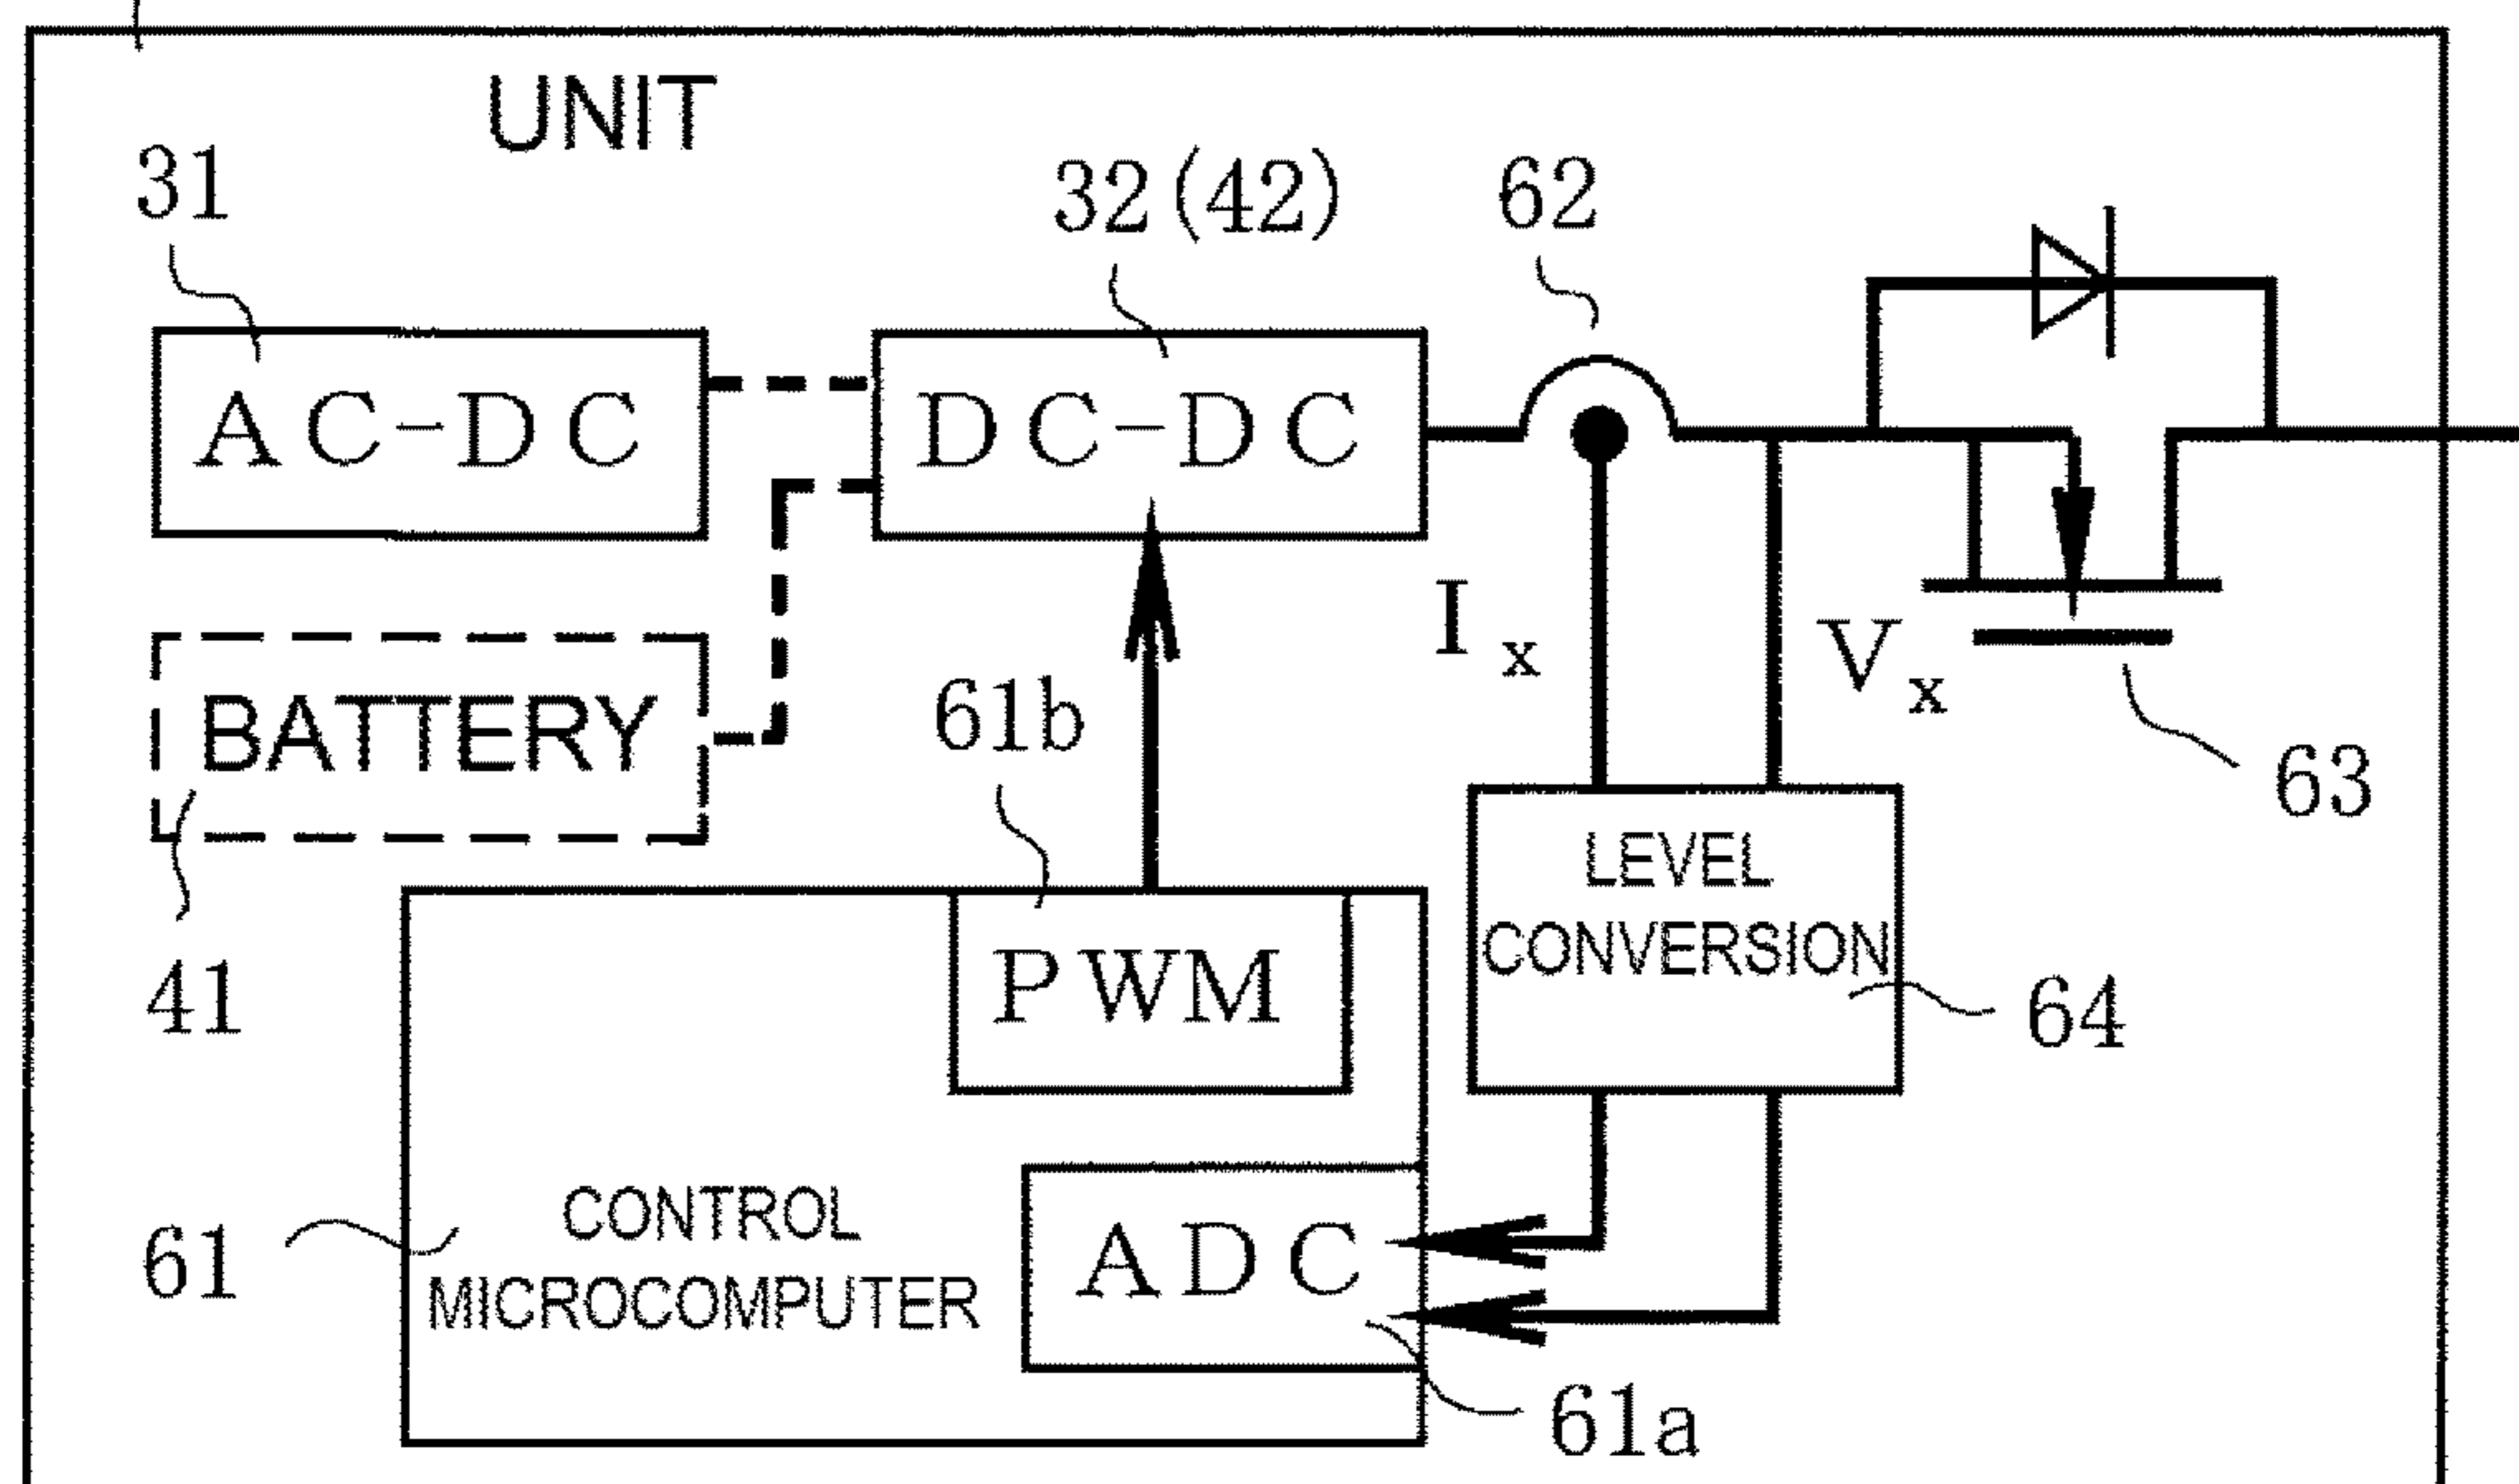 UNIT
31
32(42)
62
AC-DC
DC-DC
Ix
Vx
BATTERY
61b
63
LEVEL
CONVERSION
41
PWM
64
CONTROL
MICROCOMPUTER
61
ADC
61a